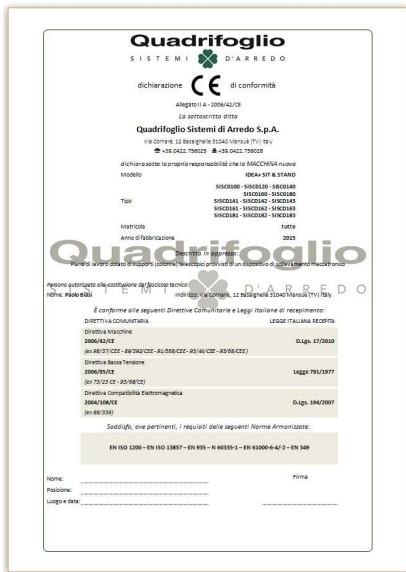 Quadrifoglio
SISTEMI D'ARREDO
dichiarazione CE di conformità
Allegato II A - 2006/42/CE
La sottoscritta ditta
Quadrifoglio Sistemi di Arredo S.p.A.
Via Cornarè, 12 Basalghelle 31040 Mansuè (TV) Italy
+39.0422.756025 +39.0422.756028
dichiara sotto la propria responsabilità che la MACCHINA nuova
Modello IDEA+ SIT & STAND
SISC0100 - SISC0120 - SISC0140
SISC0160 - SISC0180
Tipo SISCD141 - SISCD142 - SISCD143
SISCD161 - SISCD162 - SISCD163
SISCD181 - SISCD182 - SISCD183
Matricola tutte
Anno di fabbricazione 2015
Quadrifoglio
SISTEMI D'ARREDO
Descritta in appresso:
Piano di lavoro dotato di supporti (colonne) telescopici provvisti di un dispositivo di sollevamento meccatronico
Persona autorizzata alla costituzione del fascicolo tecnico:
Nome: Paolo Biasi Indirizzo: Via Cornarè, 12 Basalghelle 31040 Mansuè (TV) Italy
È conforme alle seguenti Direttive Comunitarie e Leggi Italiane di recepimento:
DIRETTIVA COMUNITARIA LEGGE ITALIANA RECEPITA
Direttiva Macchine
2006/42/CE D.Lgs. 17/2010
(ex 98/37/CEE - 89/392/CEE - 91/368/CEE - 93/44/CEE - 93/68/CEE)
Direttiva Bassa Tensione
2006/95/CE Legge 791/1977
(ex 73/23 CE - 93/68/CE)
Direttiva Compatibilità Elettromagnetica
2004/108/CE D.Lgs. 194/2007
(ex 89/336)
Soddisfa, ove pertinenti, i requisiti delle seguenti Norme Armonizzate:
EN ISO 1200 – EN ISO 13857 – EN 935 – N 60335-1 – EN 61000-6-4/-2 – EN 349
Nome: Firma
Posizione:
Luogo e data: